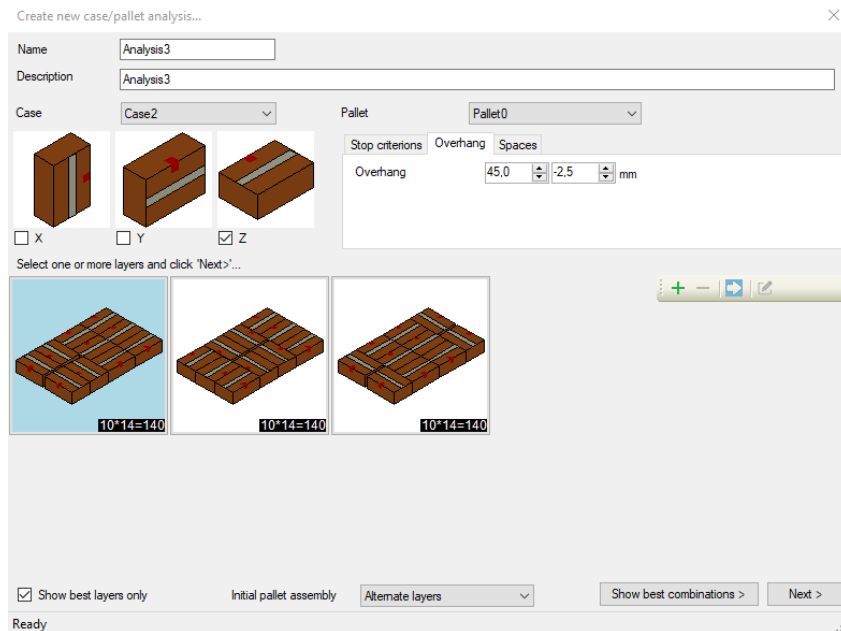 Create new case/pallet analysis...
Name Analysis3
Description Analysis3
Case Case2 Pallet Pallet0
Stop criterions Overhang Spaces
Overhang 45,0 -2,5 mm
X Y Z
Select one or more layers and click 'Next>'...
10*14=140 10*14=140 10*14=140
Show best layers only Initial pallet assembly Alternate layers Show best combinations > Next >
Ready